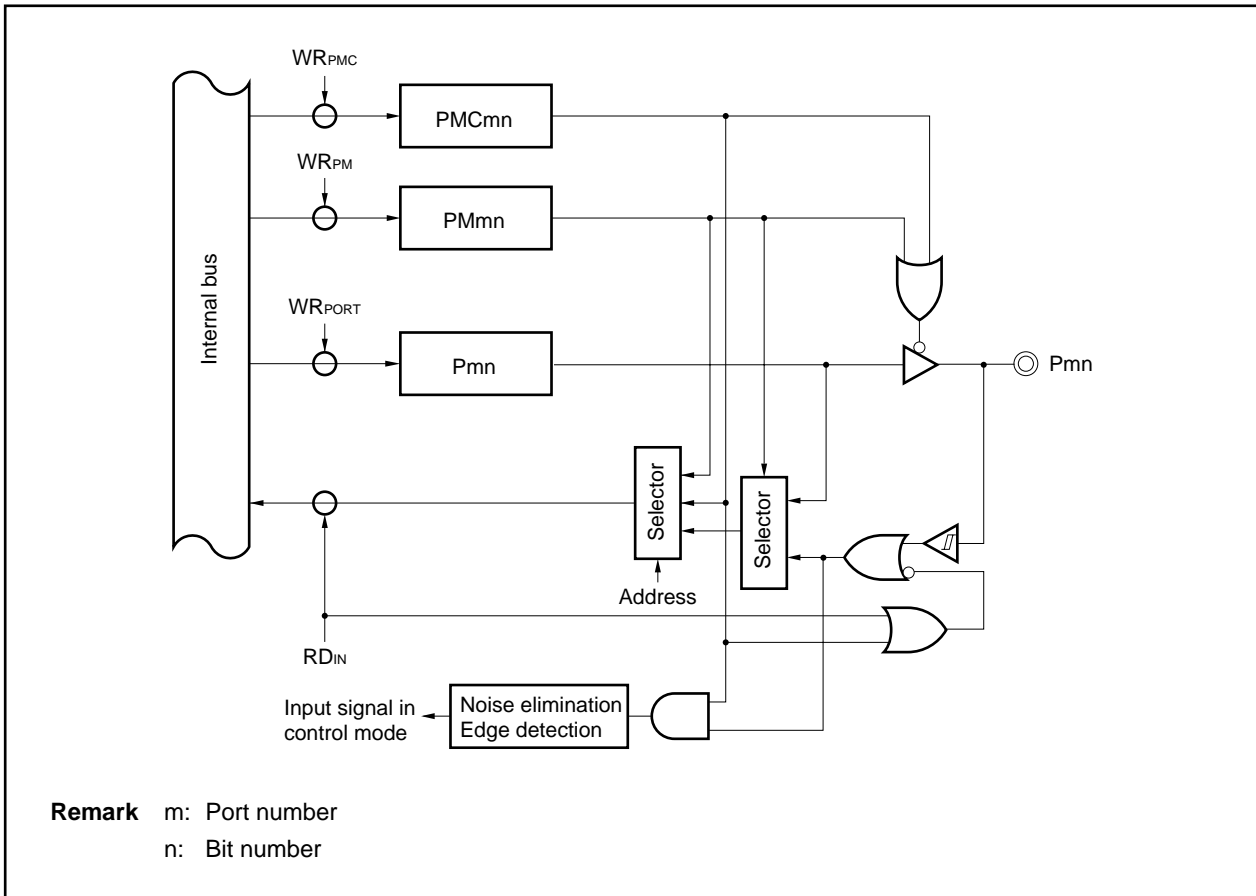 WRPMC
PMCmn
WRPM
PMmn
Internal bus
WRPORT
Pmn
Pmn
Selector
Selector
Address
RDIN
Input signal in
control mode
Noise elimination
Edge detection
Remark m: Port number
n: Bit number